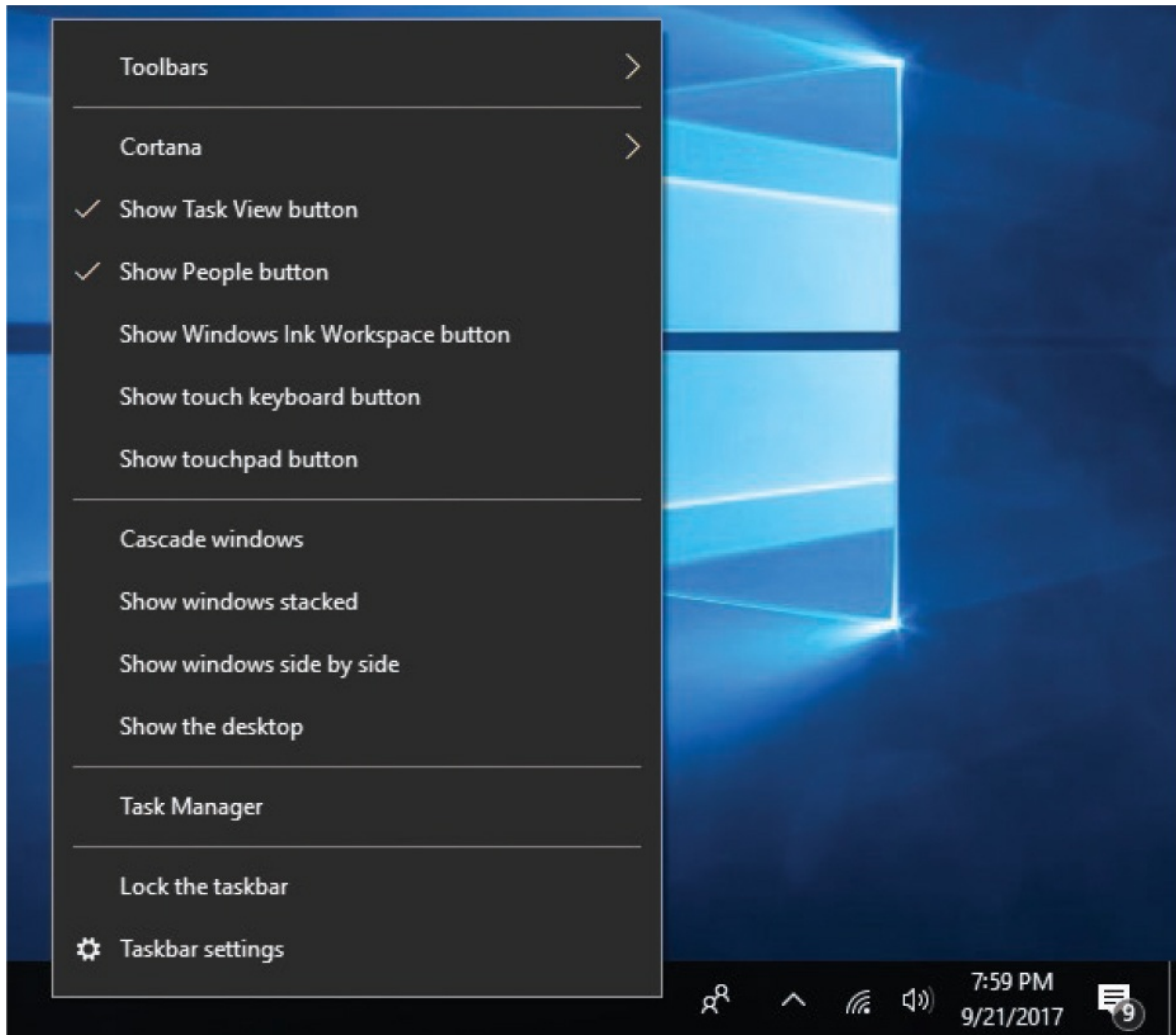 Toolbars
Cortana
Show Task View button
Show People button
Show Windows Ink Workspace button
Show touch keyboard button
Show touchpad button
Cascade windows
Show windows stacked
Show windows side by side
Show the desktop
Task Manager
Lock the taskbar
Taskbar settings
7:59 PM
9/21/2017
9